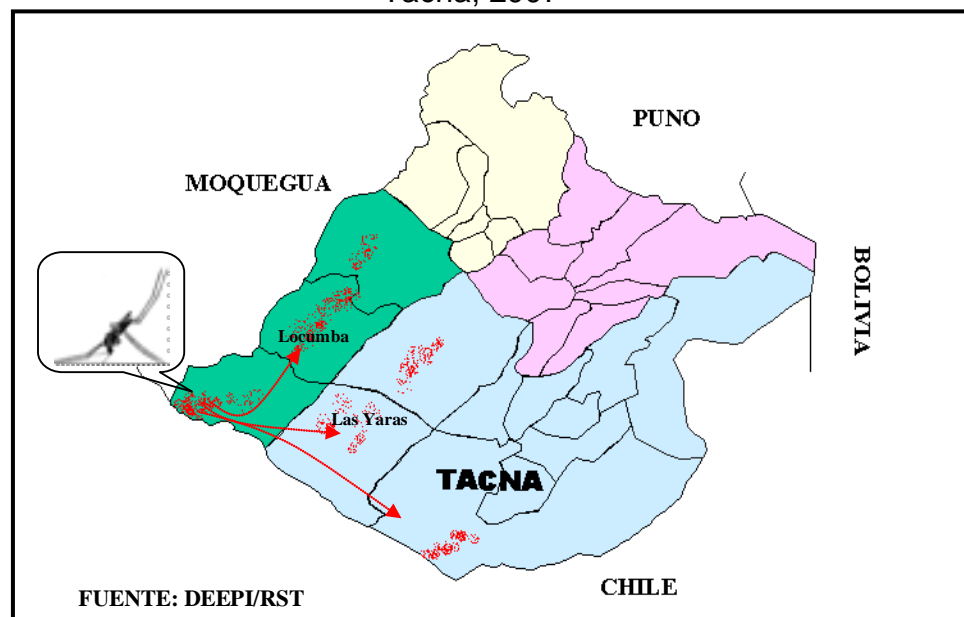 PUNO
MOQUEGUA
BOLIVIA
Locumba
Las Yaras
TACNA
CHILE
FUENTE: DEEPI/RST